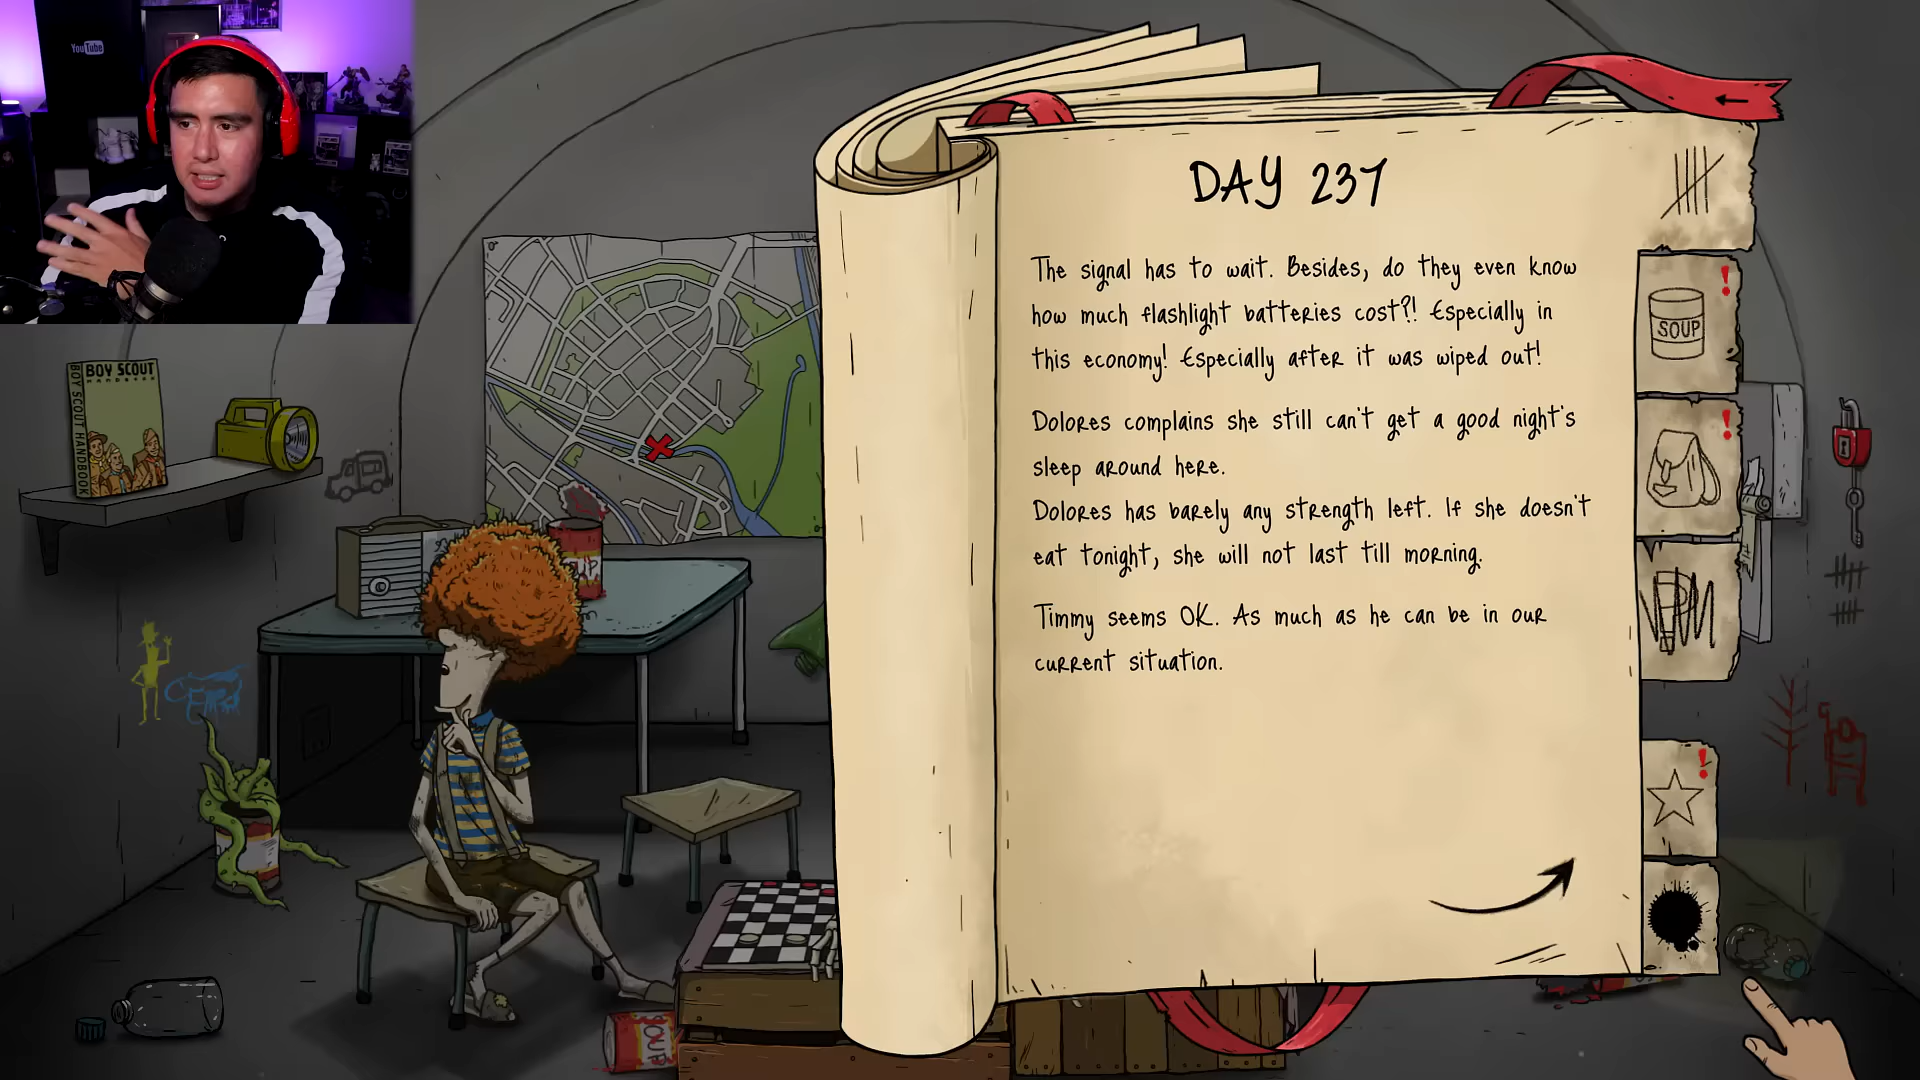 YouTube
DAY 237
The signal has to wait. Besides, do they even know
how much flashlight batteries cost?! Especially in
this economy! Especially after it was wiped out!
Dolores complains she still can't get a good night's
sleep around here.
Dolores has barely any strength left. If she doesn't
eat tonight, she will not last till morning.
Timmy seems OK. As much as he can be in our
current situation.
SOUP
!
!
!
BOY SCOUT
HANDBOOK
BOY SCOUT HANDBOOK
SOUP